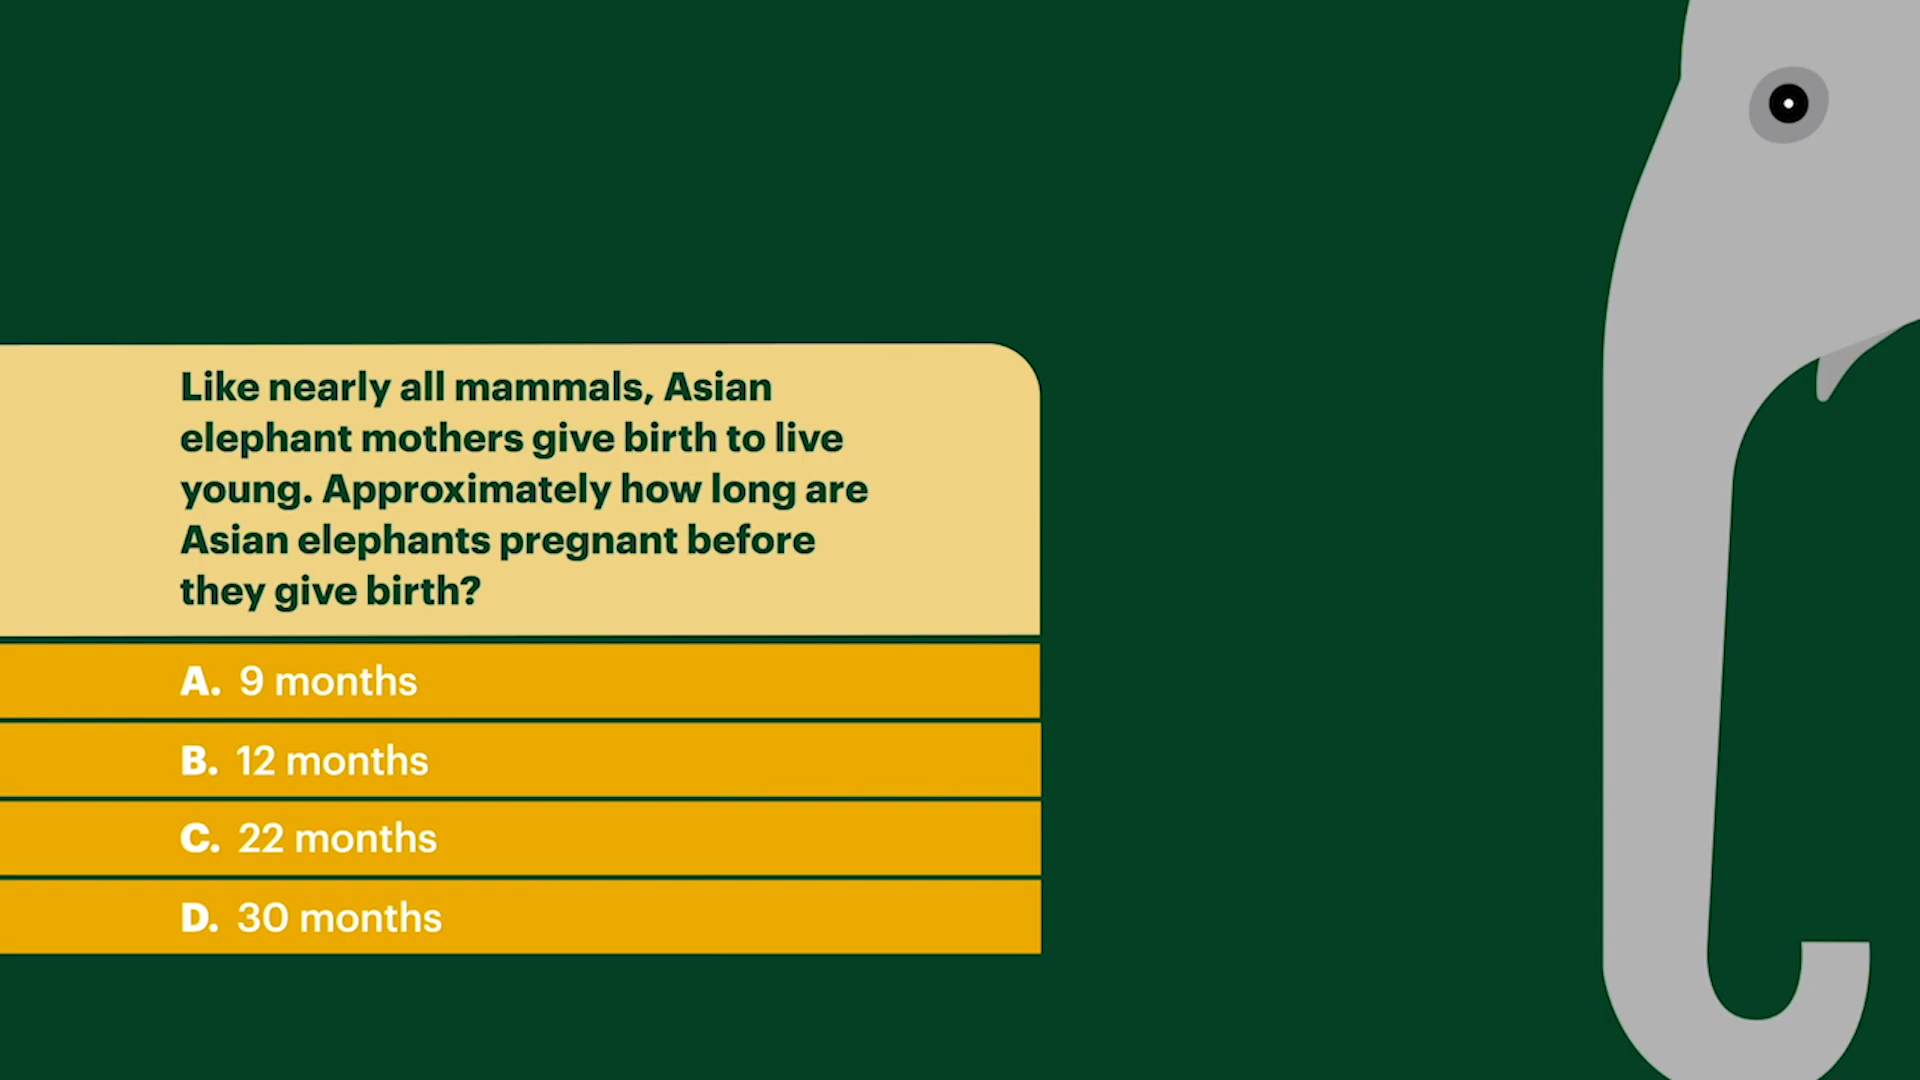 Like nearly all mammals, Asian
elephant mothers give birth to live
young. Approximately how long are
Asian elephants pregnant before
they give birth?
A. 9 months
B. 12 months
C. 22 months
D. 30 months